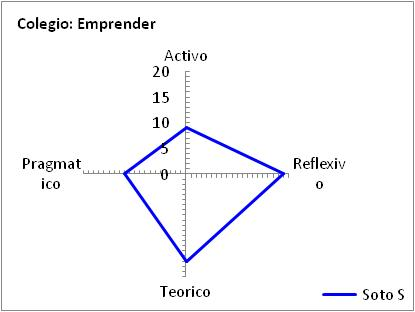 Colegio: Emprender
Activo
20
15
10
5
0
Pragmat
ico
Reflexiv
o
Teorico
Soto S